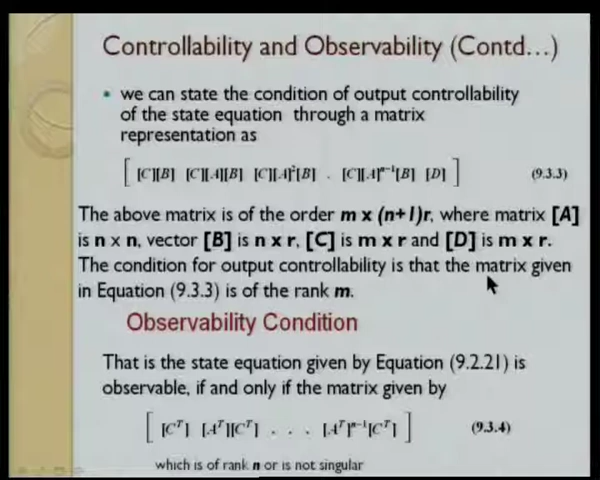 Controllability and Observability (Contd...)
• we can state the condition of output controllability
of the state equation through a matrix
representation as
[ [C][B] [C][A][B] [C][A]²[B] . [C][A]ⁿ⁻¹[B] [D] ] (9.3.3)
The above matrix is of the order m x (n+1)r, where matrix [A]
is n x n, vector [B] is n x r, [C] is m x r and [D] is m x r.
The condition for output controllability is that the matrix given
in Equation (9.3.3) is of the rank m.
Observability Condition
That is the state equation given by Equation (9.2.21) is
observable, if and only if the matrix given by
[ [Cᵀ] [Aᵀ][Cᵀ] . . . [Aᵀ]ⁿ⁻¹[Cᵀ] ] (9.3.4)
which is of rank n or is not singular